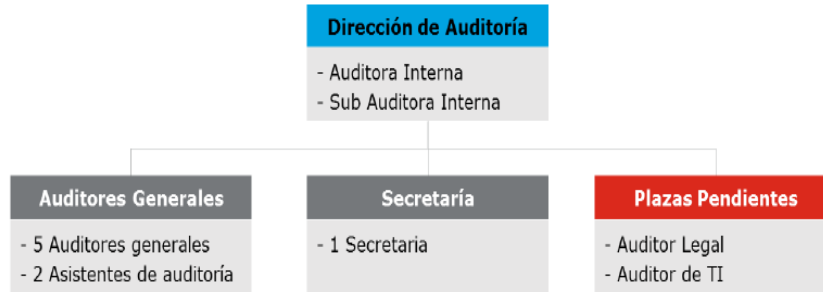 Dirección de Auditoría
- Auditora Interna
- Sub Auditora Interna
Auditores Generales
- 5 Auditores generales
- 2 Asistentes de auditoría
Secretaría
- 1 Secretaria
Plazas Pendientes
- Auditor Legal
- Auditor de TI